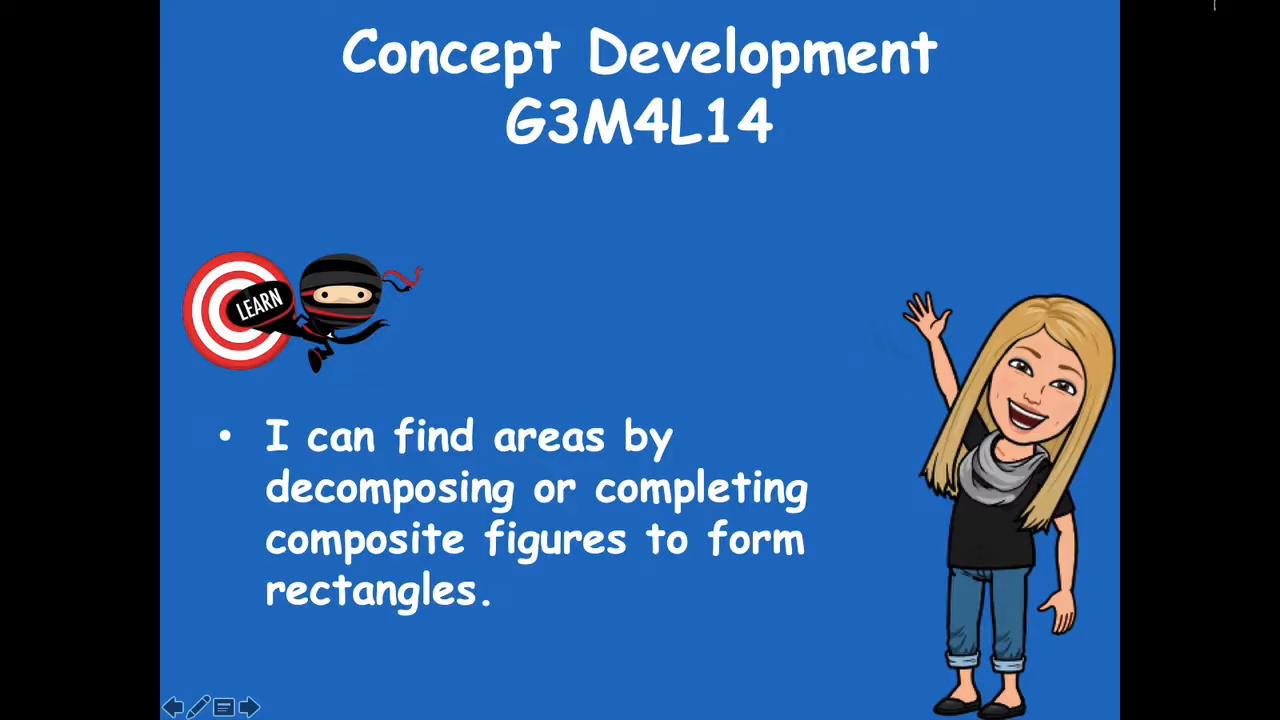 Concept Development
G3M4L14
LEARN
• I can find areas by
decomposing or completing
composite figures to form
rectangles.